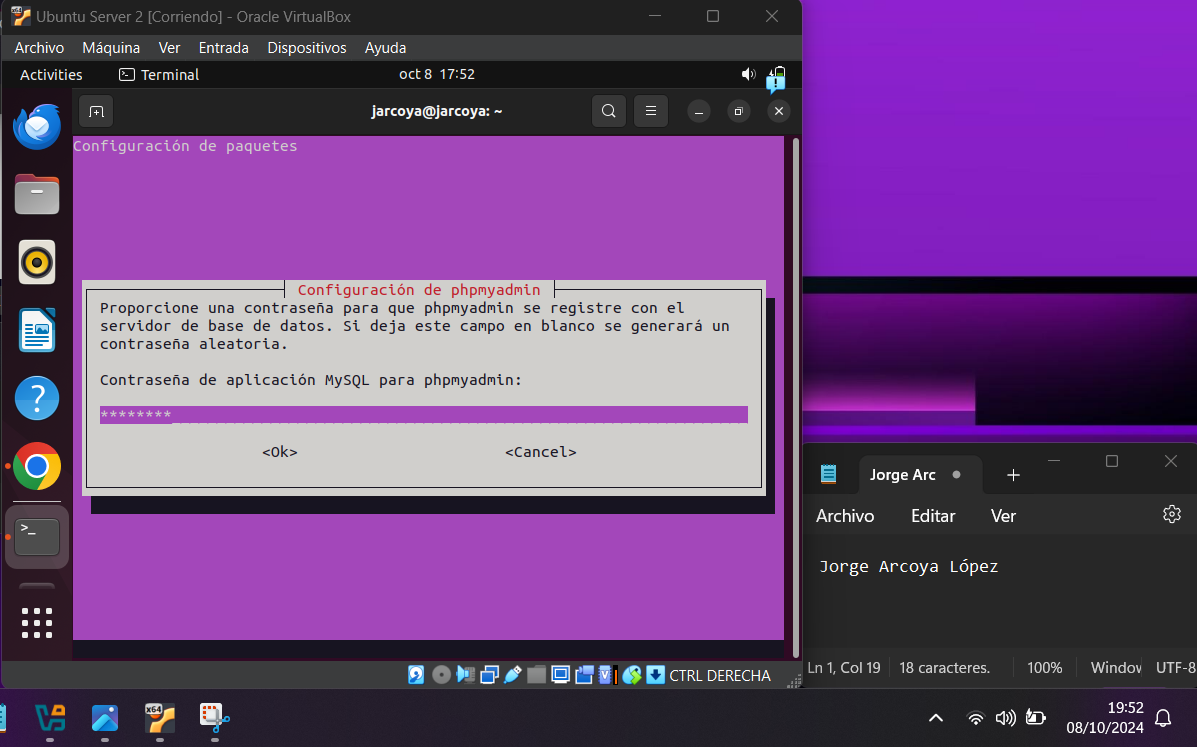 Ubuntu Server 2 [Corriendo] - Oracle VirtualBox
Archivo Máquina Ver Entrada Dispositivos Ayuda
Activities Terminal oct 8 17:52
jarcoya@jarcoya: ~
Configuración de paquetes
Configuración de phpmyadmin
Proporcione una contraseña para que phpmyadmin se registre con el
servidor de base de datos. Si deja este campo en blanco se generará un
contraseña aleatoria.
Contraseña de aplicación MySQL para phpmyadmin:
********
<Ok> <Cancel>
CTRL DERECHA
Jorge Arc
Archivo Editar Ver
Jorge Arcoya López
Ln 1, Col 19 18 caracteres. 100% Window UTF-8
x64
19:52
08/10/2024